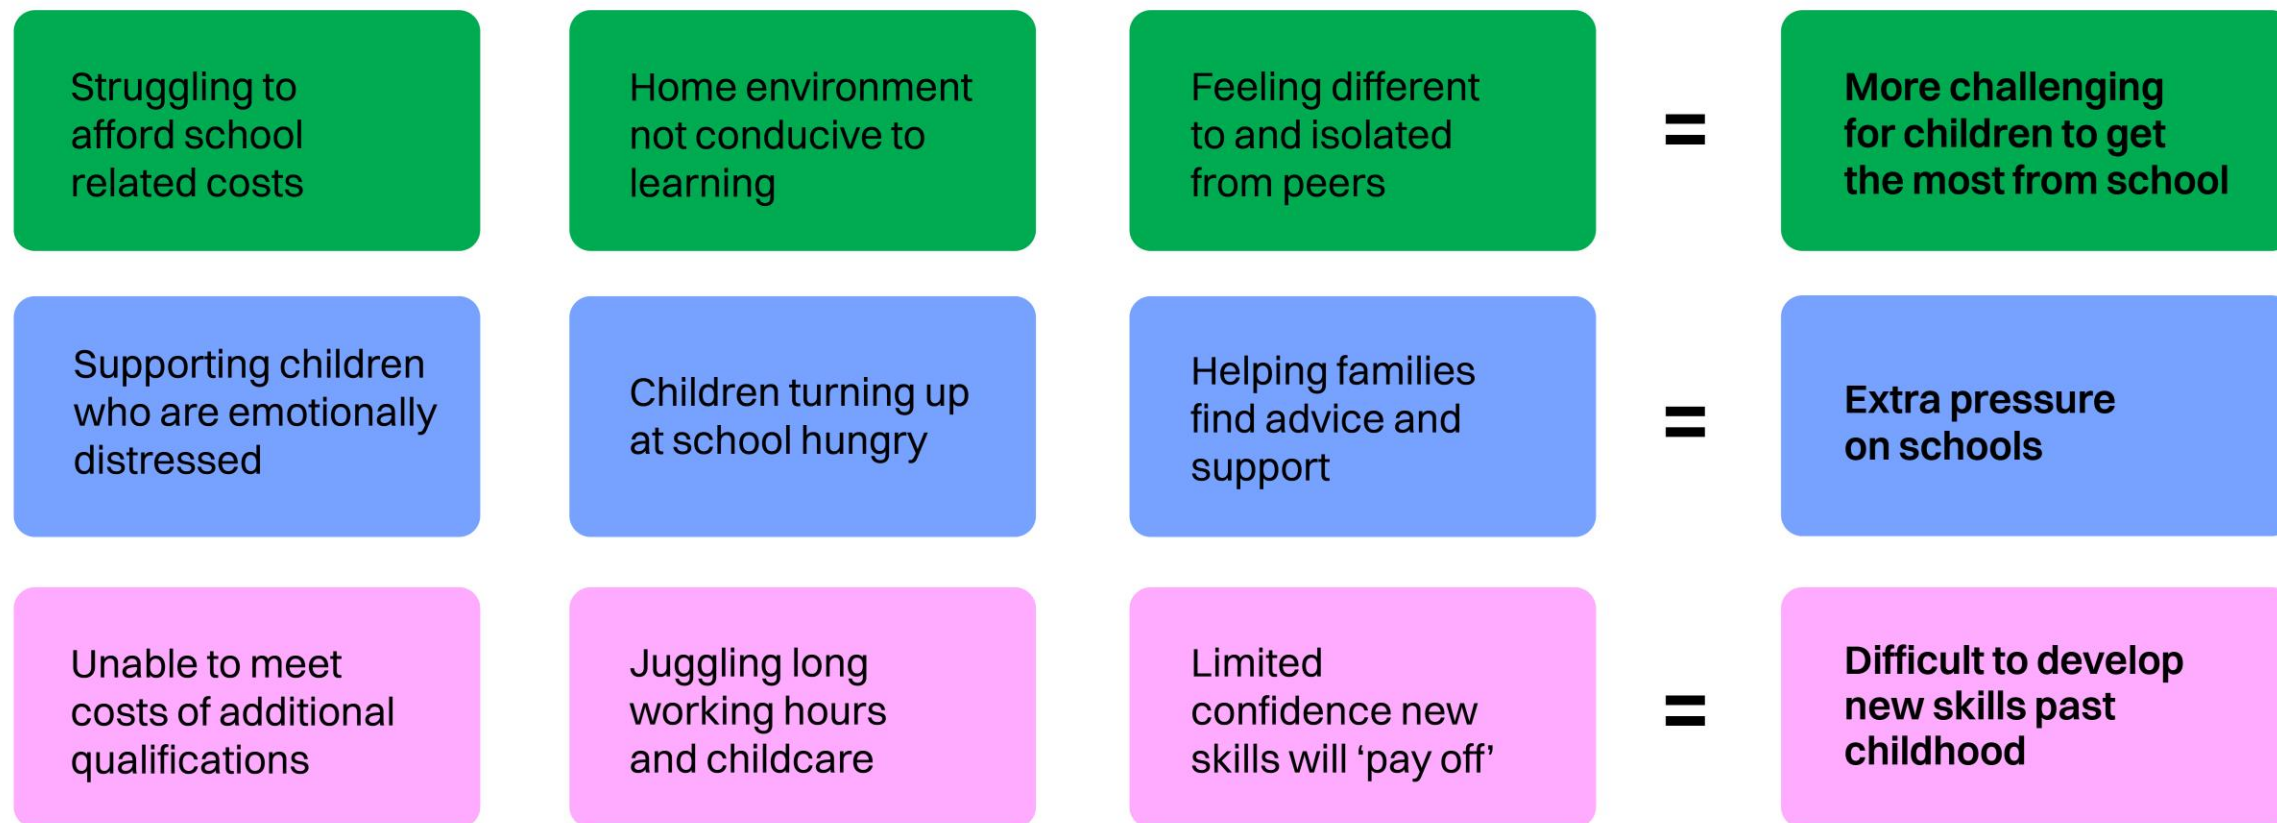 Struggling to
afford school
related costs
Home environment
not conducive to
learning
Feeling different
to and isolated
from peers
=
More challenging
for children to get
the most from school
Supporting children
who are emotionally
distressed
Children turning up
at school hungry
Helping families
find advice and
support
=
Extra pressure
on schools
Unable to meet
costs of additional
qualifications
Juggling long
working hours
and childcare
Limited
confidence new
skills will ‘pay off’
=
Difficult to develop
new skills past
childhood